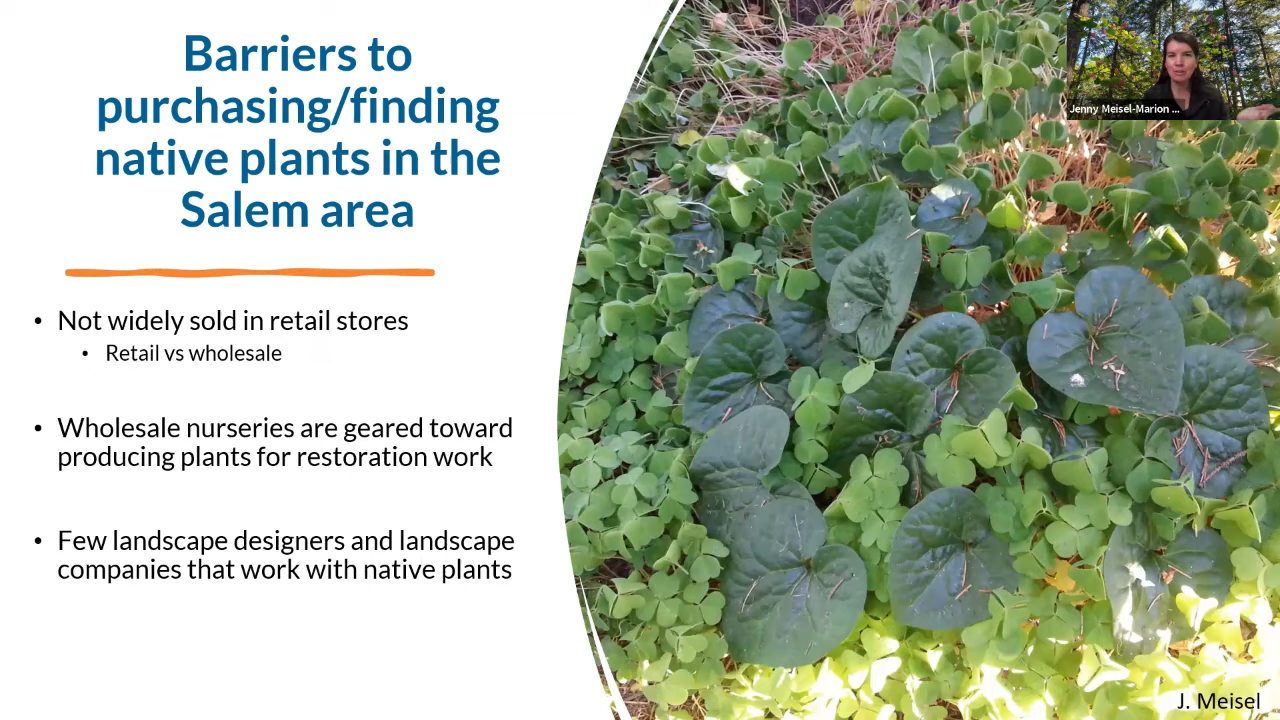 Barriers to
purchasing/finding
native plants in the
Salem area
Jenny Meisel-Marion ...
• Not widely sold in retail stores
• Retail vs wholesale
• Wholesale nurseries are geared toward
producing plants for restoration work
• Few landscape designers and landscape
companies that work with native plants
J. Meisel